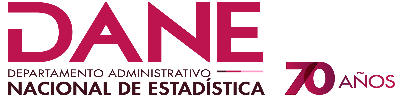 DANE
DEPARTAMENTO ADMINISTRATIVO
NACIONAL DE ESTADÍSTICA
70 AÑOS